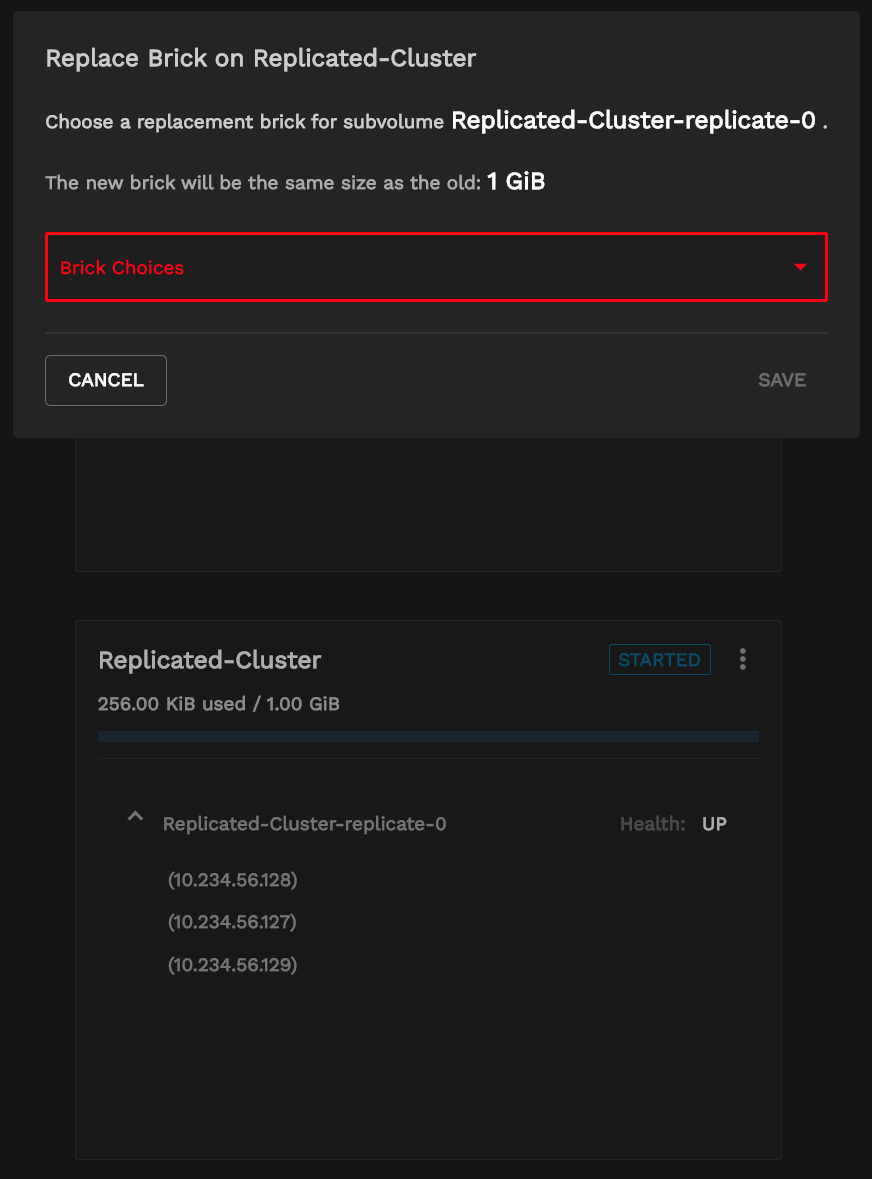 Replace Brick on Replicated-Cluster
Choose a replacement brick for subvolume Replicated-Cluster-replicate-0 .
The new brick will be the same size as the old: 1 GiB
Brick Choices
CANCEL
SAVE
Replicated-Cluster
STARTED
256.00 KiB used / 1.00 GiB
Replicated-Cluster-replicate-0
Health: UP
(10.234.56.128)
(10.234.56.127)
(10.234.56.129)